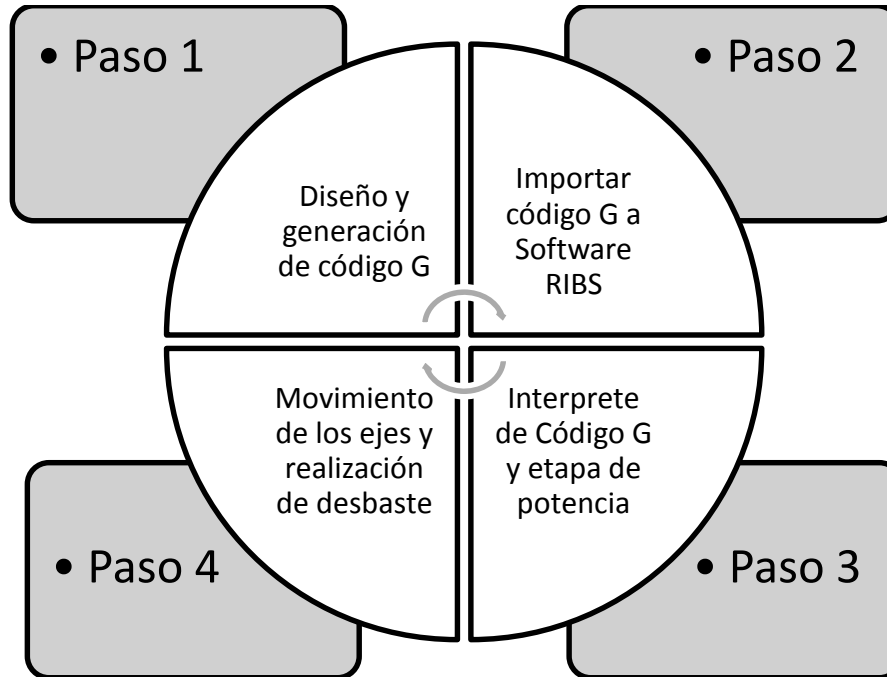 • Paso 1
• Paso 2
Diseño y
generación
de código G
Importar
código G a
Software
RIBS
Movimiento
de los ejes y
realización
de desbaste
Interprete
de Código G
y etapa de
potencia
• Paso 4
• Paso 3